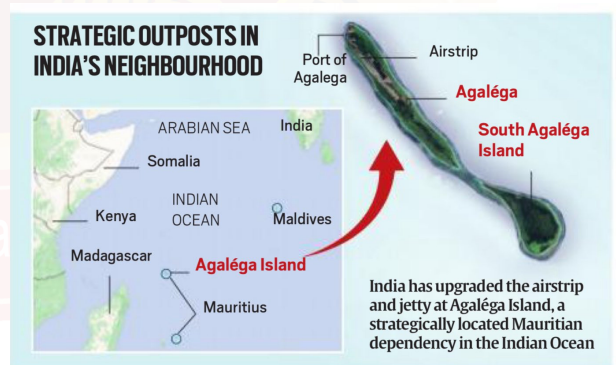 STRATEGIC OUTPOSTS IN
INDIA'S NEIGHBOURHOOD
Port of
Agalega
Airstrip
Agaléga
South Agaléga
Island
ARABIAN SEA
India
Somalia
INDIAN
OCEAN
Kenya
Maldives
Madagascar
Agaléga Island
Mauritius
India has upgraded the airstrip
and jetty at Agaléga Island, a
strategically located Mauritian
dependency in the Indian Ocean